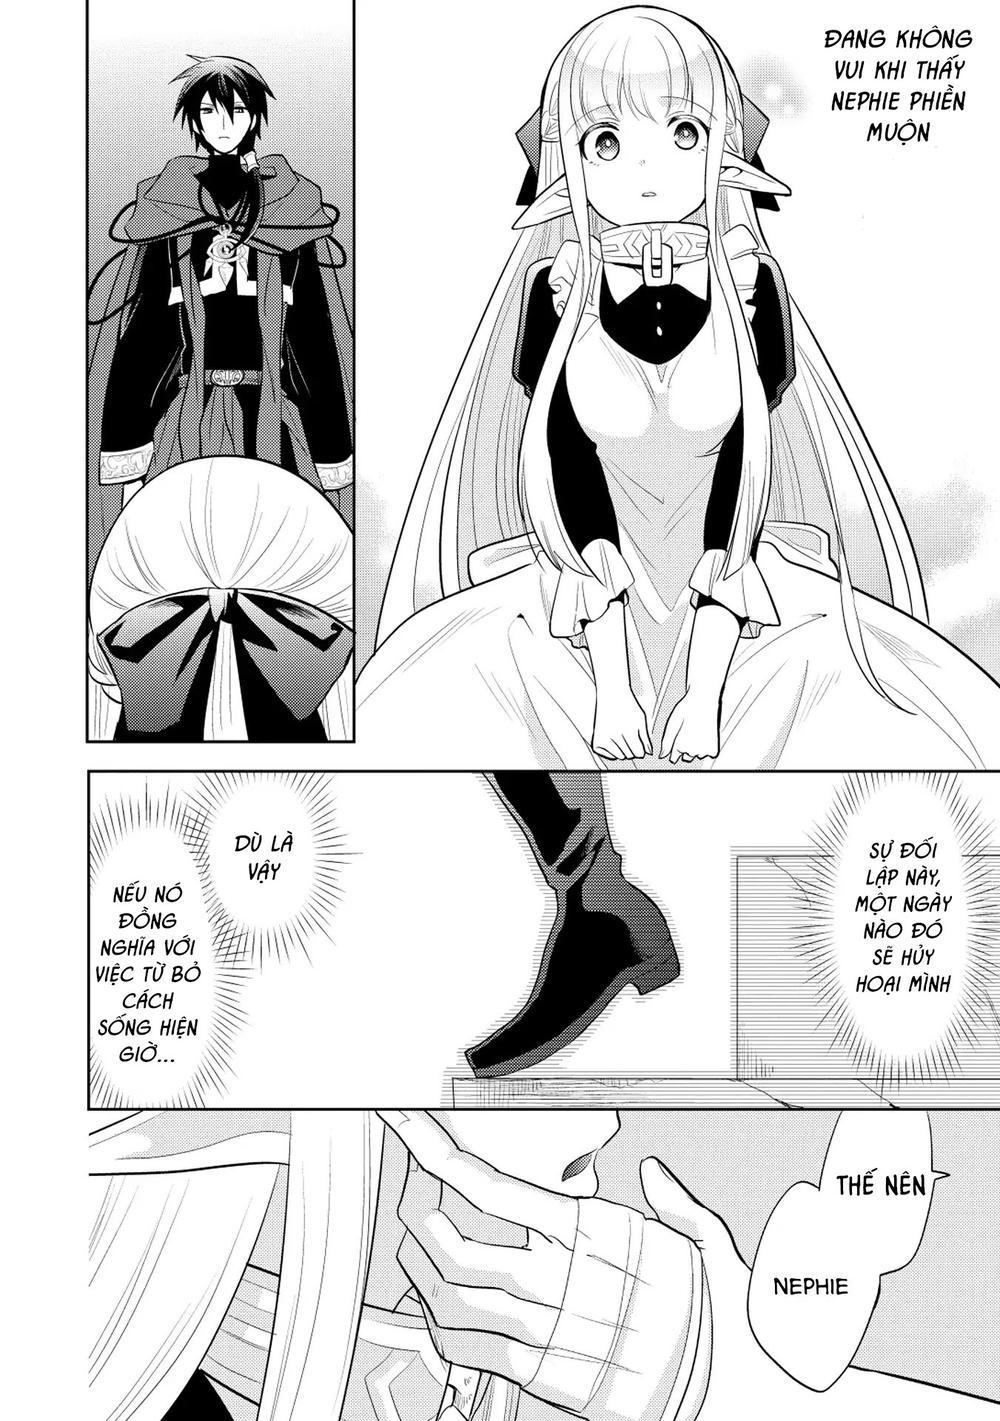 ĐANG KHÔNG
VUI KHI THẤY
NEPHIE PHIỀN
MUỘN
SỰ ĐỐI
LẬP NÀY,
MỘT NGÀY
NÀO ĐÓ
SẼ HỦY
HOẠI MÌNH
DÙ LÀ
VẬY
NẾU NÓ
ĐỒNG
NGHĨA VỚI
VIỆC TỪ BỎ
CÁCH
SỐNG HIỆN
GIỜ...
THẾ NÊN
NEPHIE